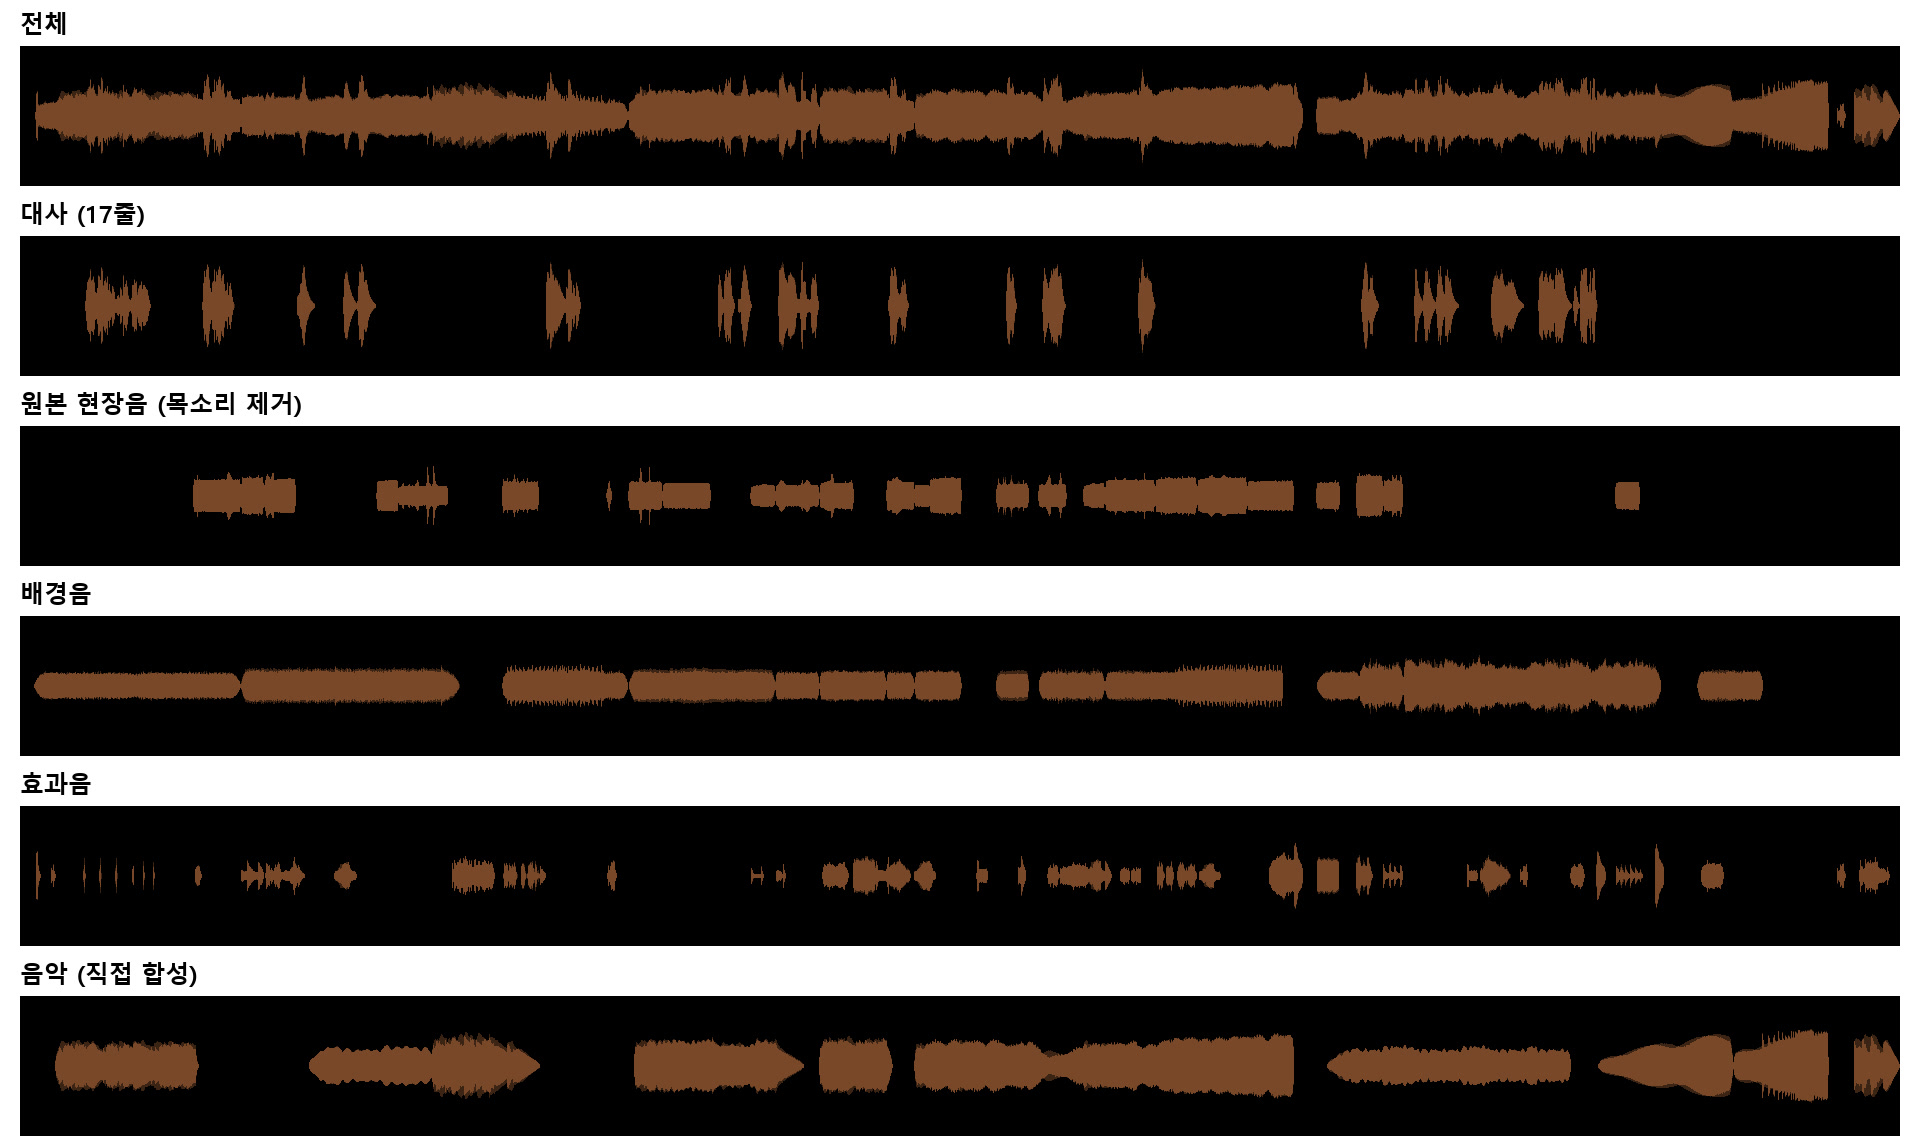 전체
대사 (17줄)
원본 현장음 (목소리 제거)
배경음
효과음
음악 (직접 합성)